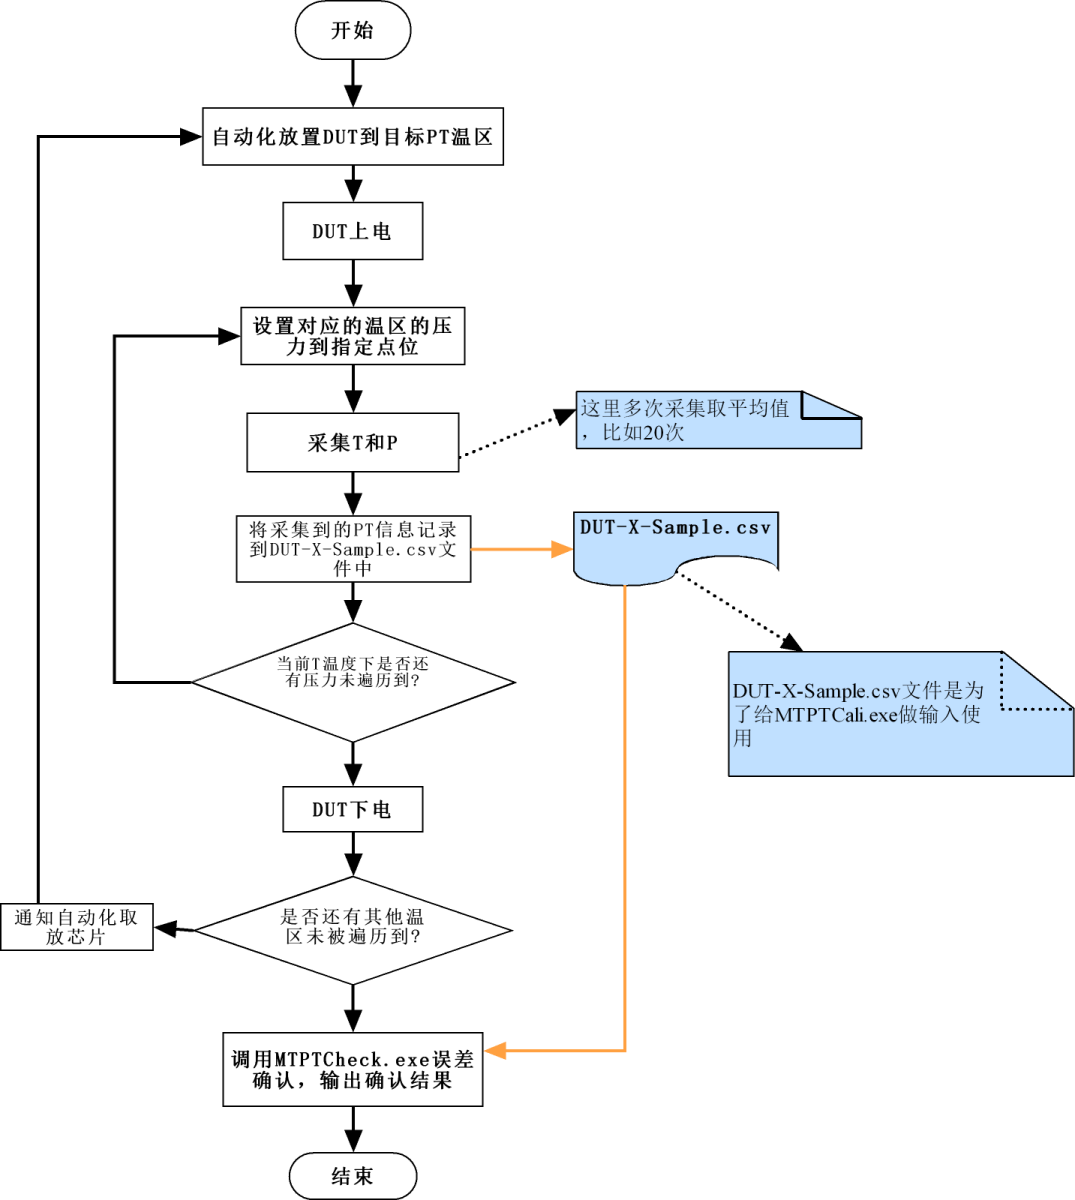 开始
自动化放置DUT到目标PT温区
DUT上电
设置对应的温区的压
力到指定点位
采集T和P
这里多次采集取平均值
，比如20次
将采集到的PT信息记录
到DUT-X-Sample.csv文
件中
DUT-X-Sample.csv
当前T温度下是否还
有压力未遍历到?
DUT-X-Sample.csv文件是为
了给MTPTCali.exe做输入使
用
DUT下电
是否还有其他温
区未被遍历到?
通知自动化取
放芯片
调用MTPTCheck.exe误差
确认，输出确认结果
结束